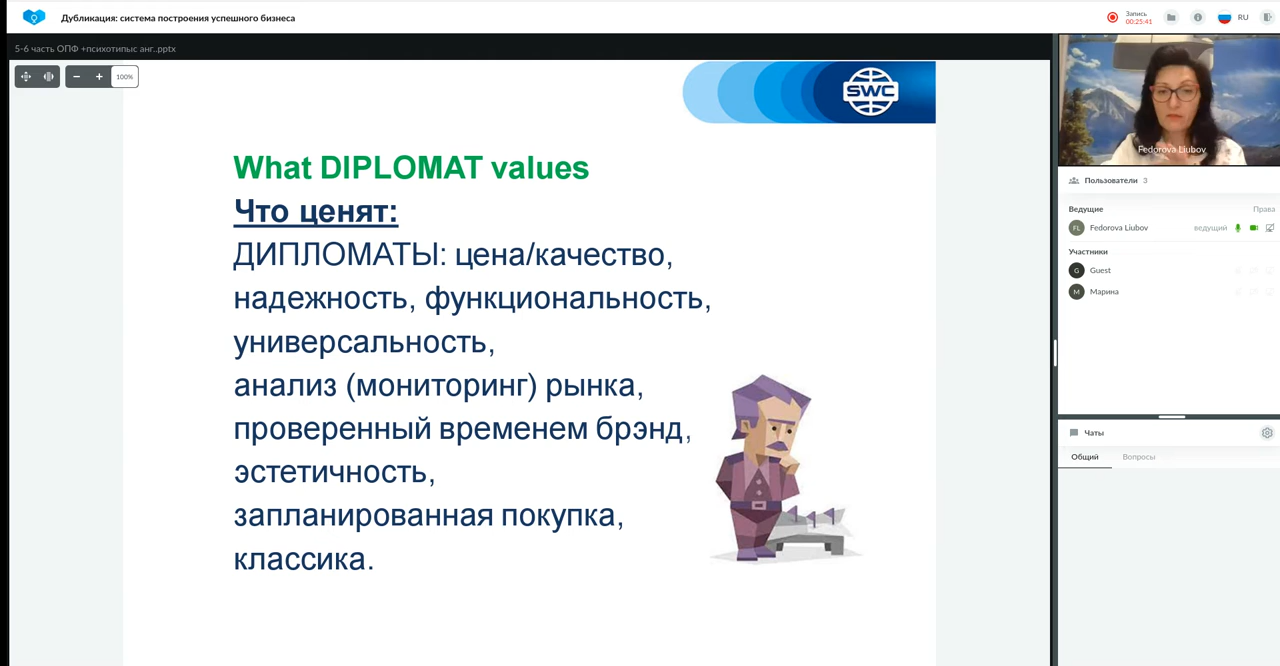 Дубликация: система построения успешного бизнеса
Запись
00:25:41
RU
5-6 часть ОПФ +психотипыс анг..pptx
100%
SWC
What DIPLOMAT values
Что ценят:
ДИПЛОМАТЫ: цена/качество,
надежность, функциональность,
универсальность,
анализ (мониторинг) рынка,
проверенный временем брэнд,
эстетичность,
запланированная покупка,
классика.
Fedorova Liubov
Пользователи 3
Ведущие Права
FL Fedorova Liubov ведущий
Участники
G Guest
М Марина
Чаты
Общий Вопросы